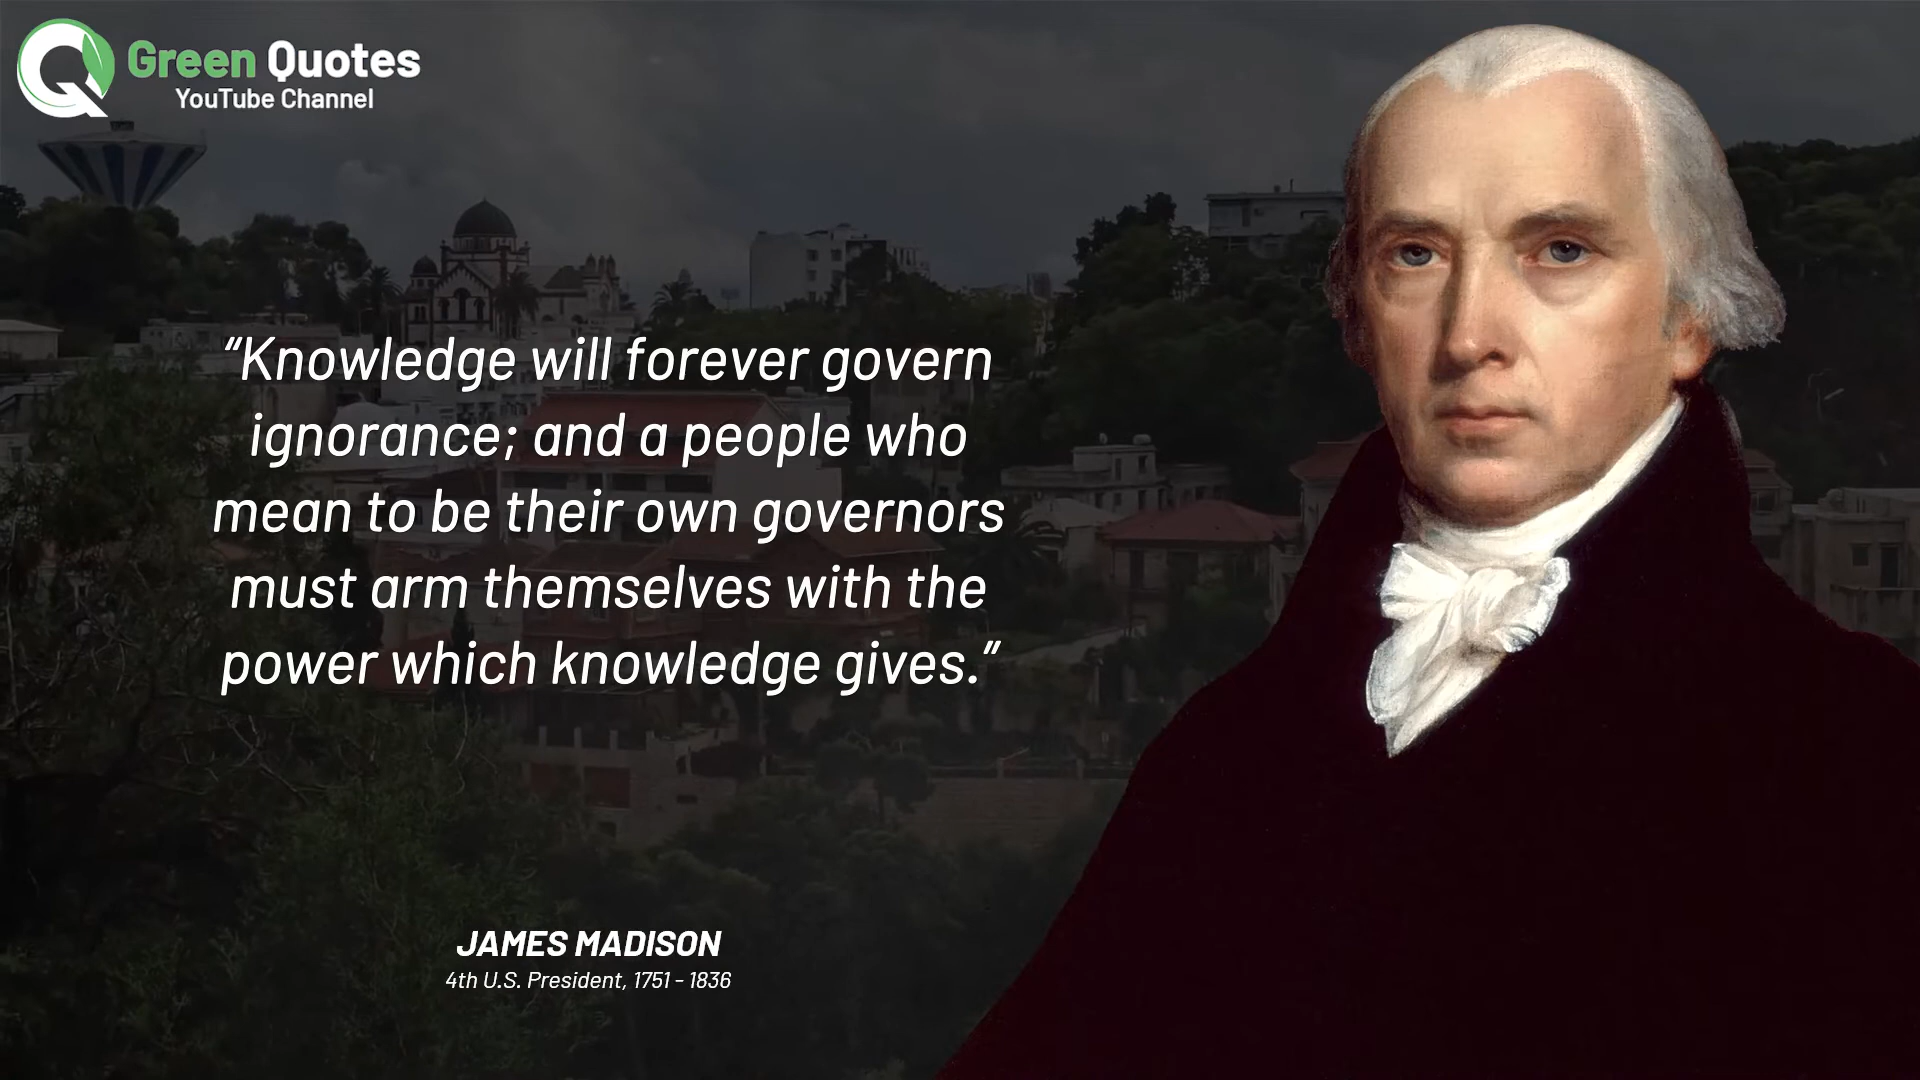 Green Quotes
YouTube Channel
“Knowledge will forever govern
ignorance; and a people who
mean to be their own governors
must arm themselves with the
power which knowledge gives.”
JAMES MADISON
4th U.S. President, 1751 - 1836